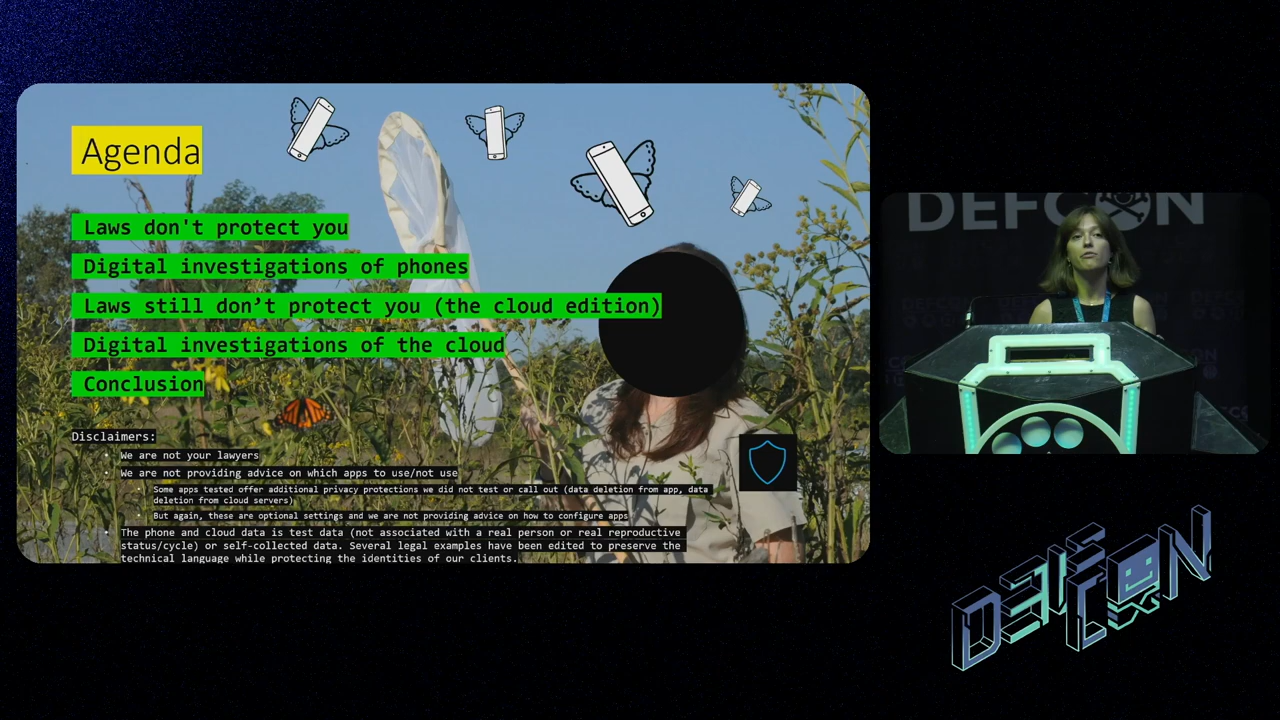 Agenda
Laws don't protect you
Digital investigations of phones
Laws still don’t protect you (the cloud edition)
Digital investigations of the cloud
Conclusion
Disclaimers:
We are not your lawyers
We are not providing advice on which apps to use/not use
Some apps tested offer additional privacy protections we did not test or call out (data deletion from app, data
deletion from cloud servers)
But again, these are optional settings and we are not providing advice on how to configure apps
The phone and cloud data is test data (not associated with a real person or real reproductive
status/cycle) or self-collected data. Several legal examples have been edited to preserve the
technical language while protecting the identities of our clients.
DEFCON
DEFCON